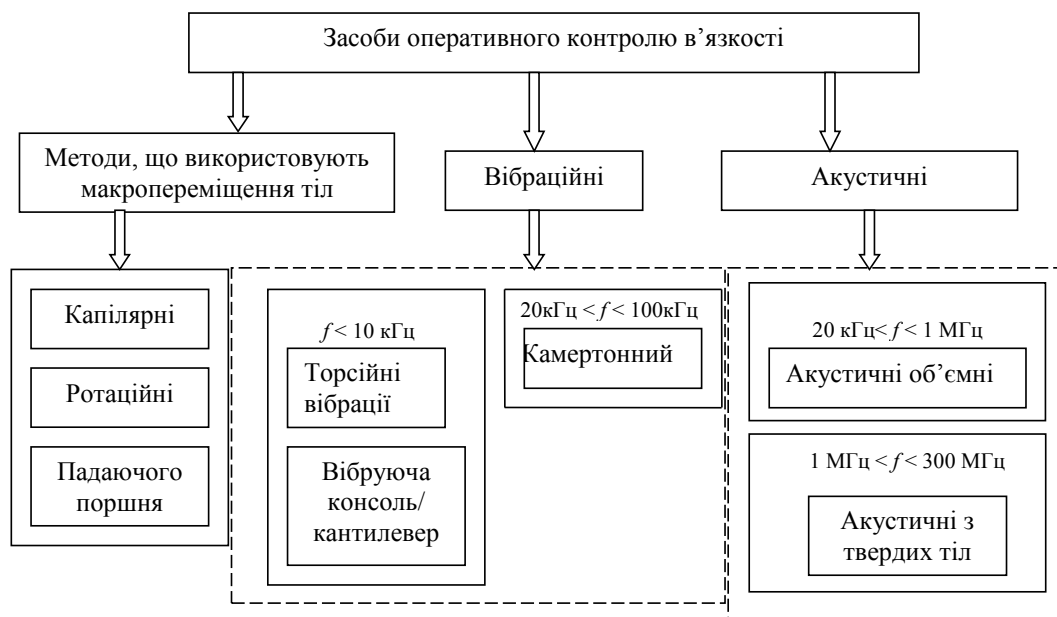 Засоби оперативного контролю в’язкості
Методи, що використовують
макропереміщення тіл
Вібраційні
Акустичні
Капілярні
Ротаційні
Падаючого
поршня
f < 10 кГц
Торсійні
вібрації
Вібруюча
консоль/
кантилевер
20кГц < f < 100кГц
Камертонний
20 кГц< f < 1 МГц
Акустичні об’ємні
1 МГц < f < 300 МГц
Акустичні з
твердих тіл